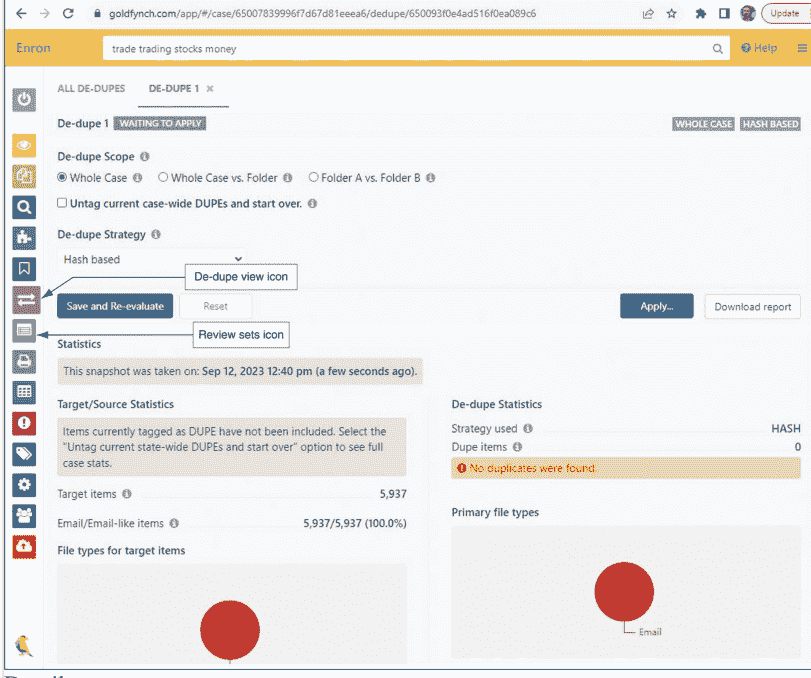 goldfynch.com/app/#/case/65007839996f7d67d81eeea6/dedupe/650093f0e4ad516f0ea089c6
Update
Enron
trade trading stocks money
Help
ALL DE-DUPES DE-DUPE 1 ×
De-dupe 1 WAITING TO APPLY
WHOLE CASE HASH BASED
De-dupe Scope
Whole Case Whole Case vs. Folder Folder A vs. Folder B
Untag current case-wide DUPEs and start over.
De-dupe Strategy
Hash based
De-dupe view icon
Save and Re-evaluate Reset Apply... Download report
Review sets icon
Statistics
This snapshot was taken on: Sep 12, 2023 12:40 pm (a few seconds ago).
Target/Source Statistics
Items currently tagged as DUPE have not been included. Select the
"Untag current state-wide DUPEs and start over" option to see full
case stats.
Target items 5,937
Email/Email-like items 5,937/5,937 (100.0%)
File types for target items
De-dupe Statistics
Strategy used HASH
Dupe items 0
No duplicates were found.
Primary file types
Email